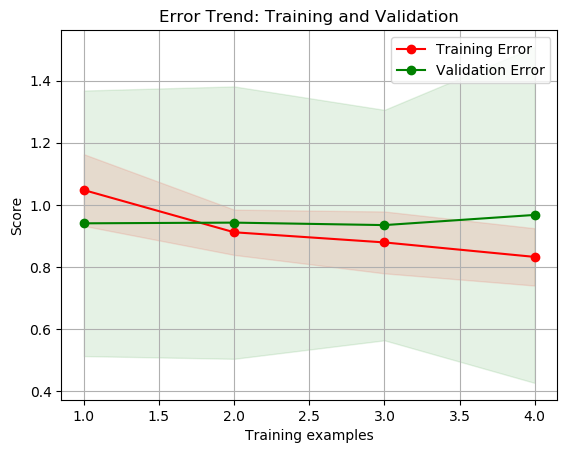 Error Trend: Training and Validation
Training Error
Validation Error
Score
1.4
1.2
1.0
0.8
0.6
0.4
1.0
1.5
2.0
2.5
3.0
3.5
4.0
Training examples